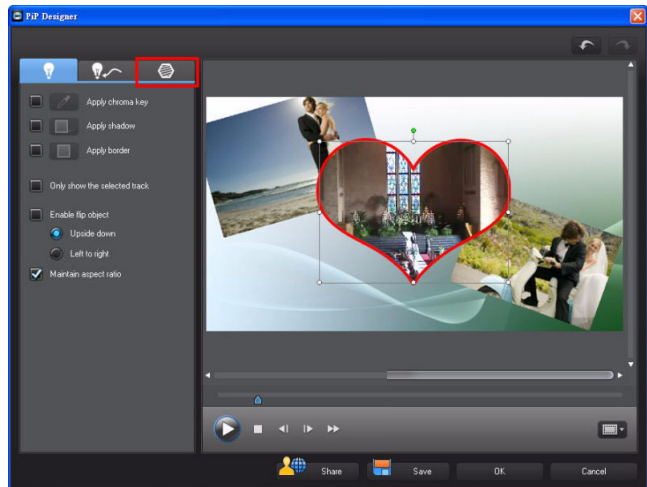 PiP Designer
Apply chroma key
Apply shadow
Apply border
Only show the selected track
Enable flip object
Upside down
Left to right
Maintain aspect ratio
Share
Save
OK
Cancel